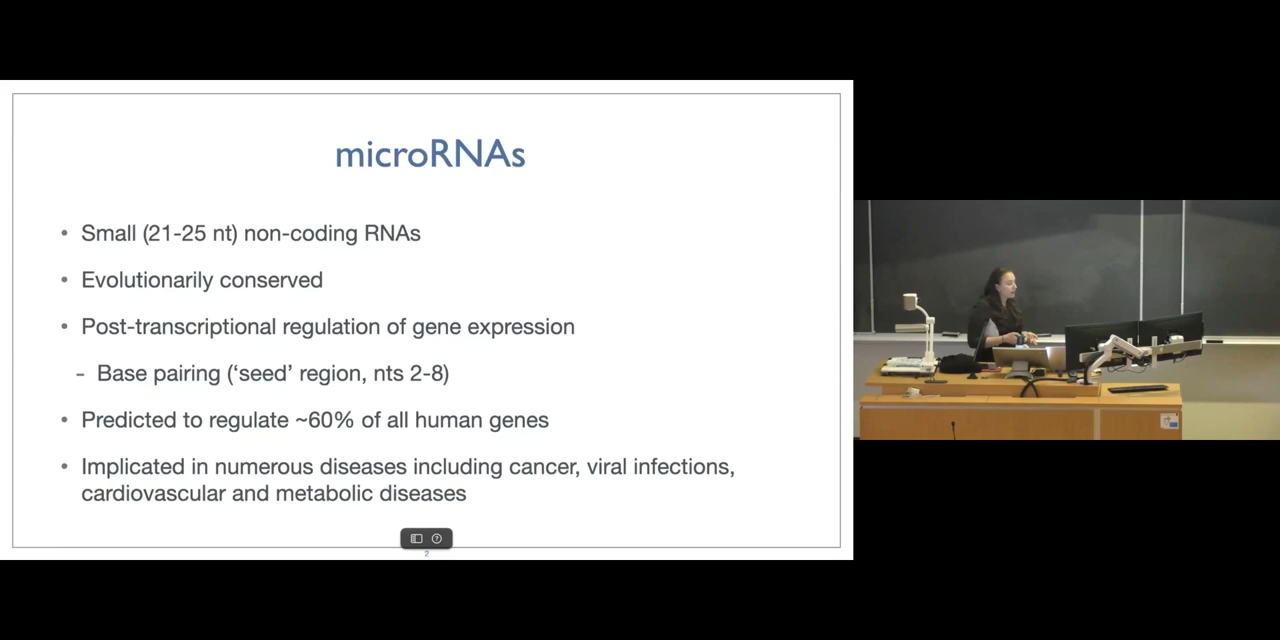 microRNAs
• Small (21-25 nt) non-coding RNAs
• Evolutionarily conserved
• Post-transcriptional regulation of gene expression
- Base pairing (‘seed’ region, nts 2-8)
• Predicted to regulate ~60% of all human genes
• Implicated in numerous diseases including cancer, viral infections,
cardiovascular and metabolic diseases
2